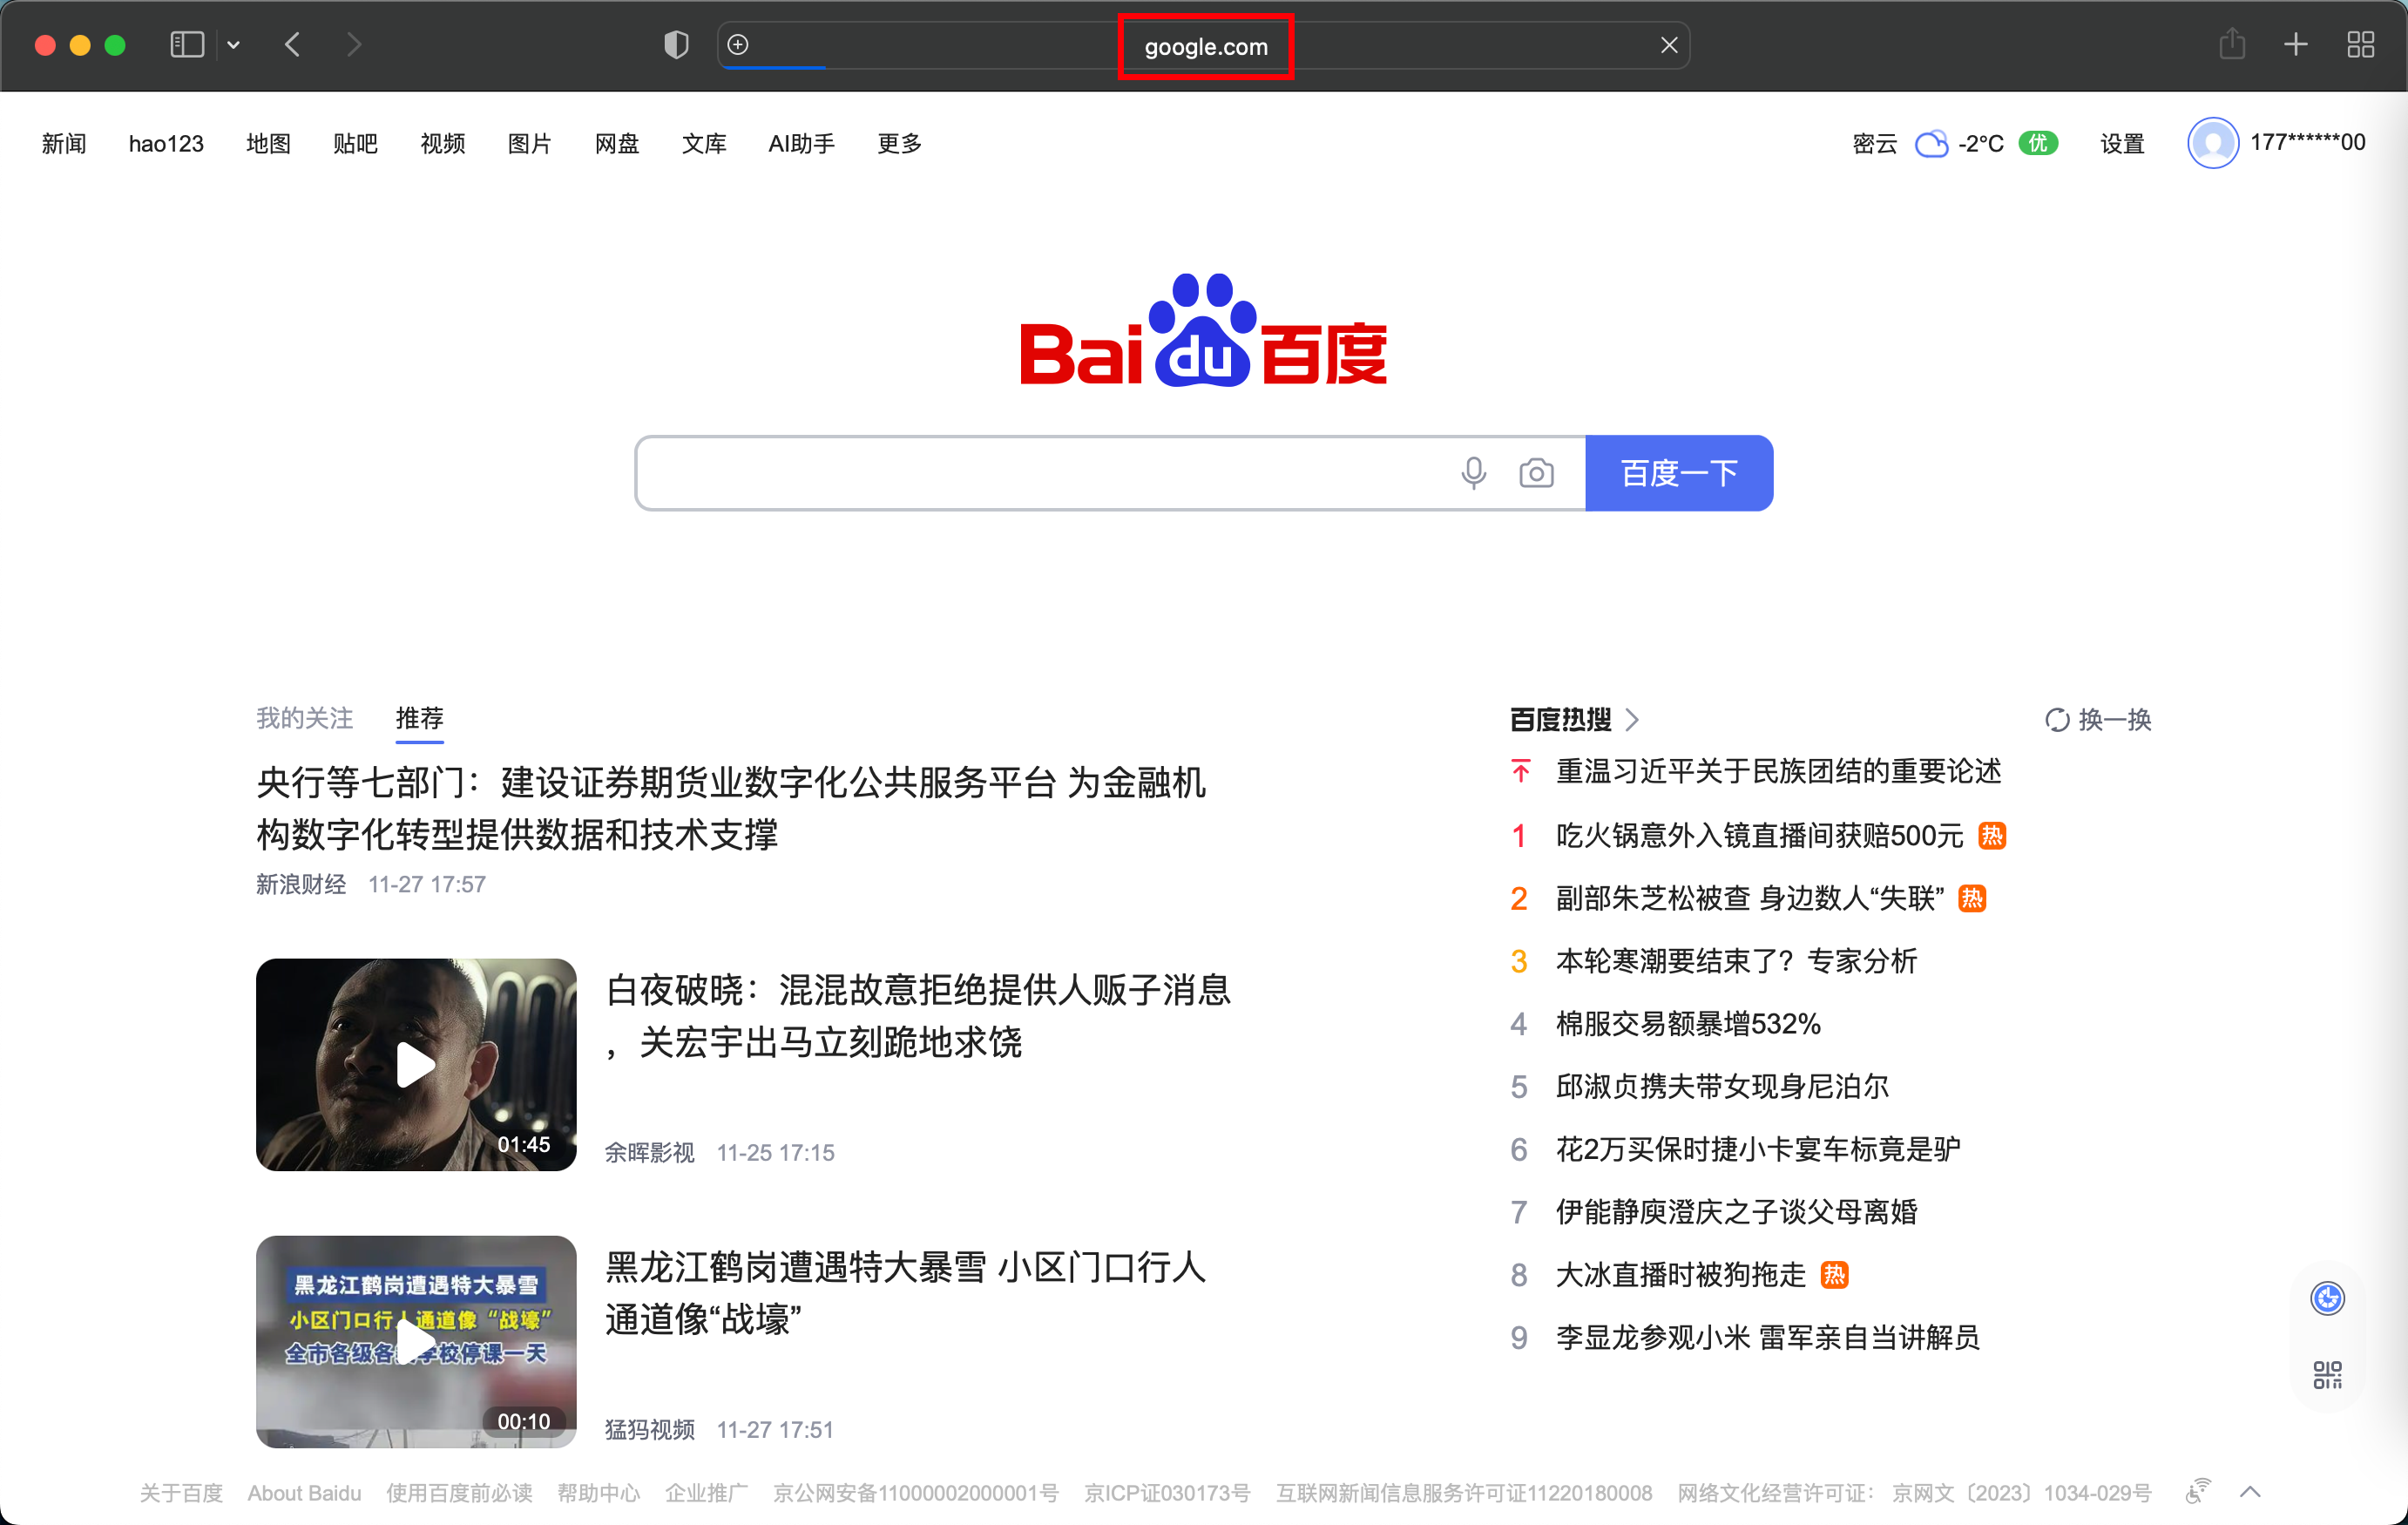 google.com
新闻 hao123 地图 贴吧 视频 图片 网盘 文库 AI助手 更多
密云 -2°C 优 设置 177******00
Bai du 百度
百度一下
我的关注 推荐
央行等七部门：建设证券期货业数字化公共服务平台 为金融机
构数字化转型提供数据和技术支撑
新浪财经 11-27 17:57
01:45
白夜破晓：混混故意拒绝提供人贩子消息
，关宏宇出马立刻跪地求饶
余晖影视 11-25 17:15
黑龙江鹤岗遭遇特大暴雪
小区门口行人通道像“战壕”
全市各级各类学校停课一天
00:10
黑龙江鹤岗遭遇特大暴雪 小区门口行人
通道像“战壕”
猛犸视频 11-27 17:51
百度热搜 换一换
重温习近平关于民族团结的重要论述
1 吃火锅意外入镜直播间获赔500元 热
2 副部朱芝松被查 身边数人“失联” 热
3 本轮寒潮要结束了？专家分析
4 棉服交易额暴增532%
5 邱淑贞携夫带女现身尼泊尔
6 花2万买保时捷小卡宴车标竟是驴
7 伊能静庾澄庆之子谈父母离婚
8 大冰直播时被狗拖走 热
9 李显龙参观小米 雷军亲自当讲解员
关于百度 About Baidu 使用百度前必读 帮助中心 企业推广 京公网安备11000002000001号 京ICP证030173号 互联网新闻信息服务许可证11220180008 网络文化经营许可证： 京网文〔2023〕1034-029号